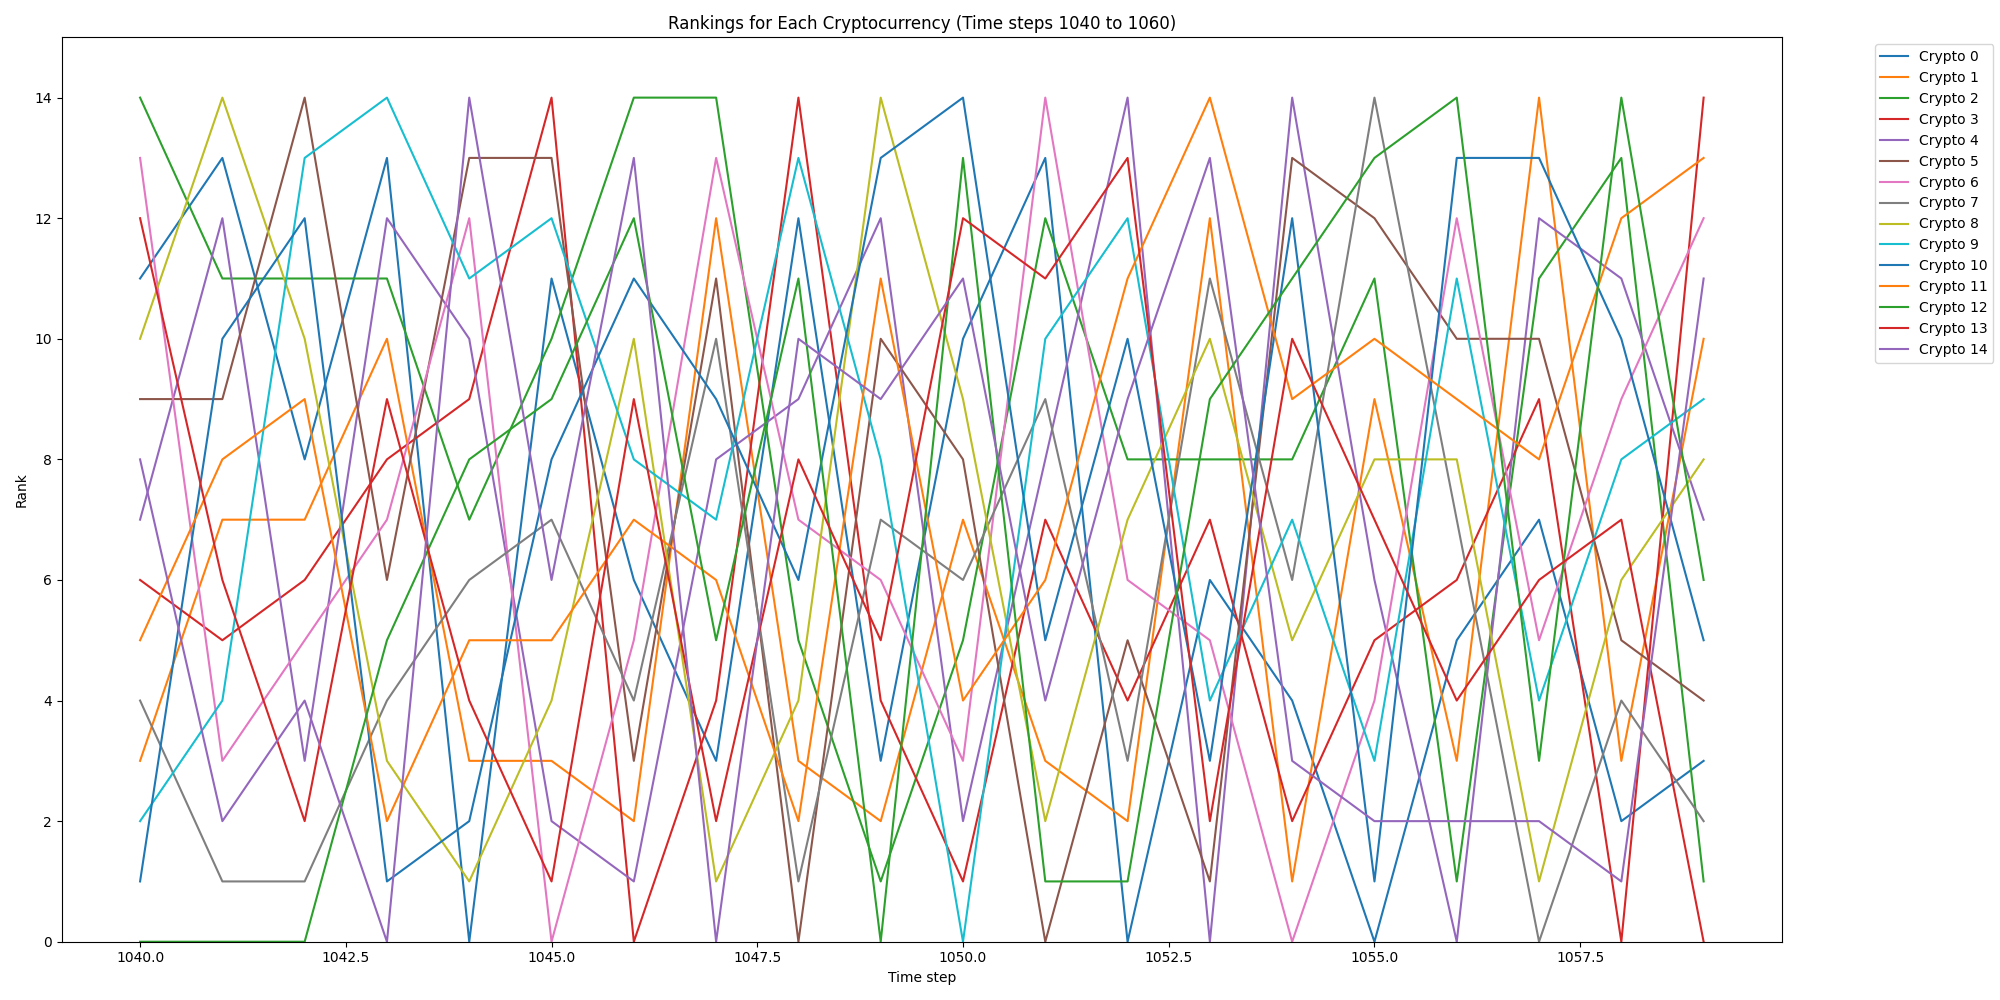 Rankings for Each Cryptocurrency (Time steps 1040 to 1060)
Rank
14
12
10
8
6
4
2
0
1040.0 1042.5 1045.0 1047.5 1050.0 1052.5 1055.0 1057.5
Time step
Crypto 0
Crypto 1
Crypto 2
Crypto 3
Crypto 4
Crypto 5
Crypto 6
Crypto 7
Crypto 8
Crypto 9
Crypto 10
Crypto 11
Crypto 12
Crypto 13
Crypto 14